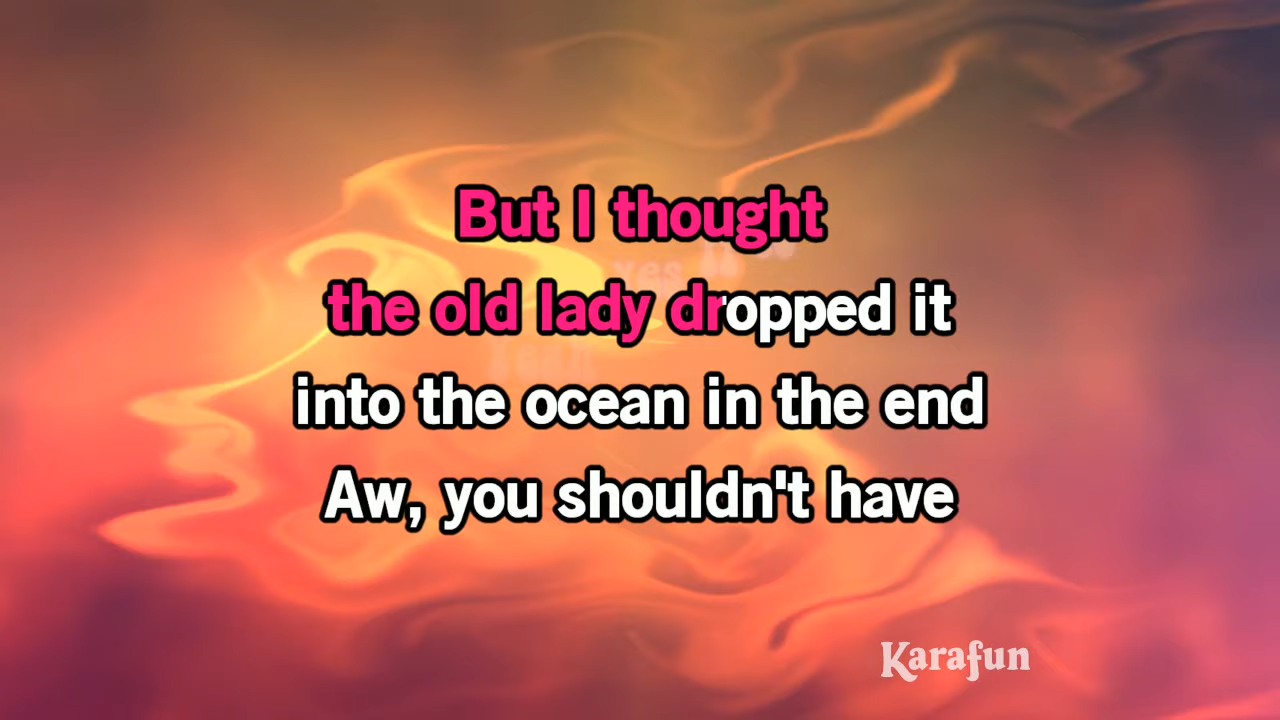 But I thought
the old lady dropped it
into the ocean in the end
Aw, you shouldn't have
Karafun